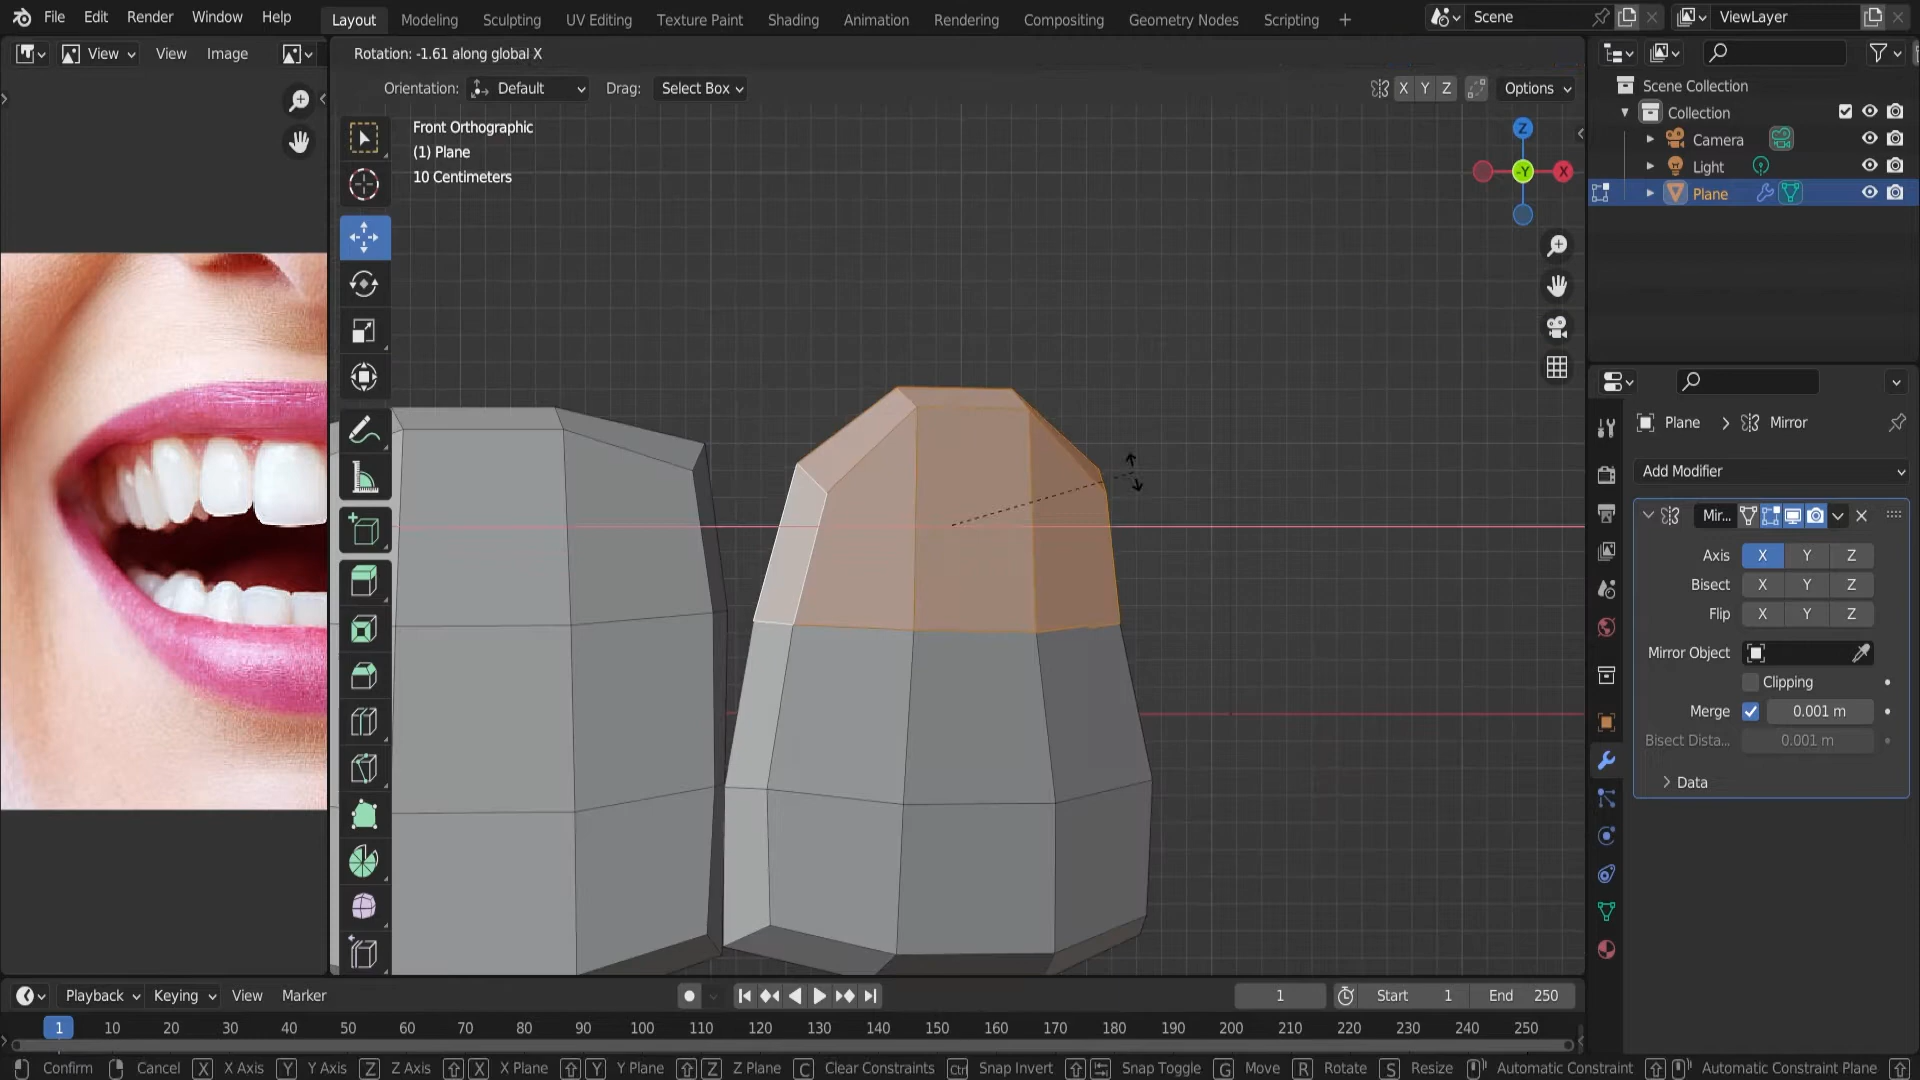 File Edit Render Window Help Layout Modeling Sculpting UV Editing Texture Paint Shading Animation Rendering Compositing Geometry Nodes Scripting + Scene ViewLayer
View View Image
Rotation: -1.61 along global X
Orientation: Default Drag: Select Box X Y Z Options
Front Orthographic
(1) Plane
10 Centimeters
Z
-Y
X
Scene Collection
Collection
Camera
Light
Plane
Plane > Mirror
Add Modifier
Mir...
Axis X Y Z
Bisect X Y Z
Flip X Y Z
Mirror Object
Clipping
Merge 0.001 m
Bisect Dista... 0.001 m
Data
Playback Keying View Marker 1 Start 1 End 250
1 10 20 30 40 50 60 70 80 90 100 110 120 130 140 150 160 170 180 190 200 210 220 230 240 250
Confirm Cancel X X Axis Y Y Axis Z Z Axis X X Plane Y Y Plane Z Z Plane C Clear Constraints Ctrl Snap Invert Snap Toggle G Move R Rotate S Resize Automatic Constraint Automatic Constraint Plane